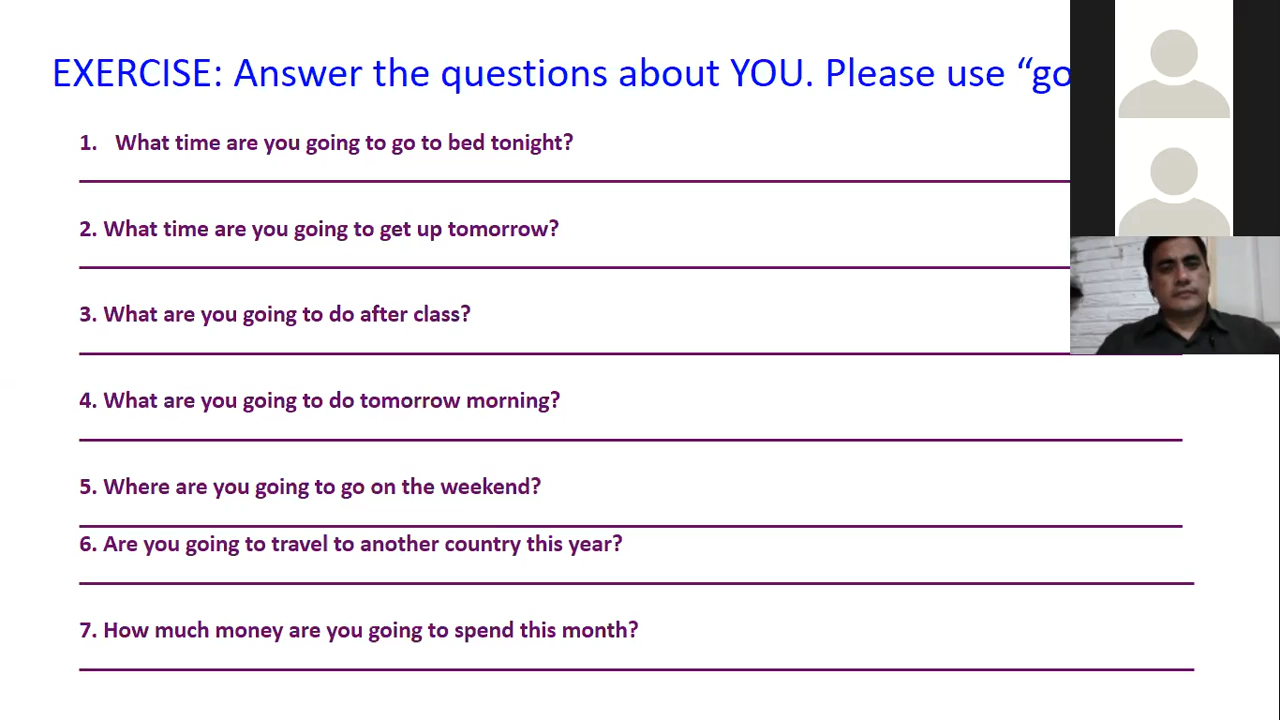 EXERCISE: Answer the questions about YOU. Please use “go
1. What time are you going to go to bed tonight?
2. What time are you going to get up tomorrow?
3. What are you going to do after class?
4. What are you going to do tomorrow morning?
5. Where are you going to go on the weekend?
6. Are you going to travel to another country this year?
7. How much money are you going to spend this month?